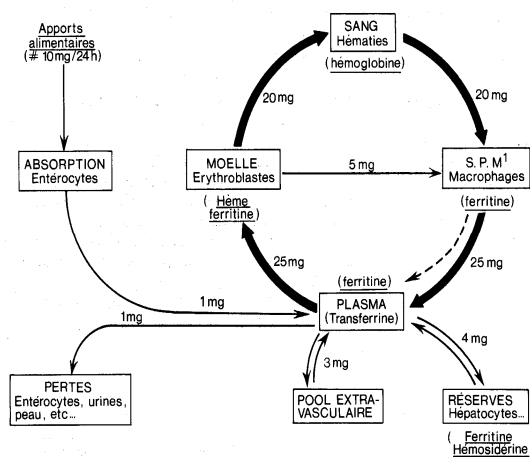 Apports
alimentaires
(# 10mg/24h)
SANG
Hématies
(hémoglobine)
20mg
20mg
ABSORPTION
Entérocytes
MOELLE
Erythroblastes
5 mg
S. P. M¹
Macrophages
( Hème
ferritine)
(ferritine)
25mg
25mg
(ferritine)
1mg
PLASMA
(Transferrine)
1mg
4mg
3mg
PERTES
Entérocytes, urines,
peau, etc...
POOL EXTRA-
VASCULAIRE
RÉSERVES
Hépatocytes...
( Ferritine
Hémosidérine